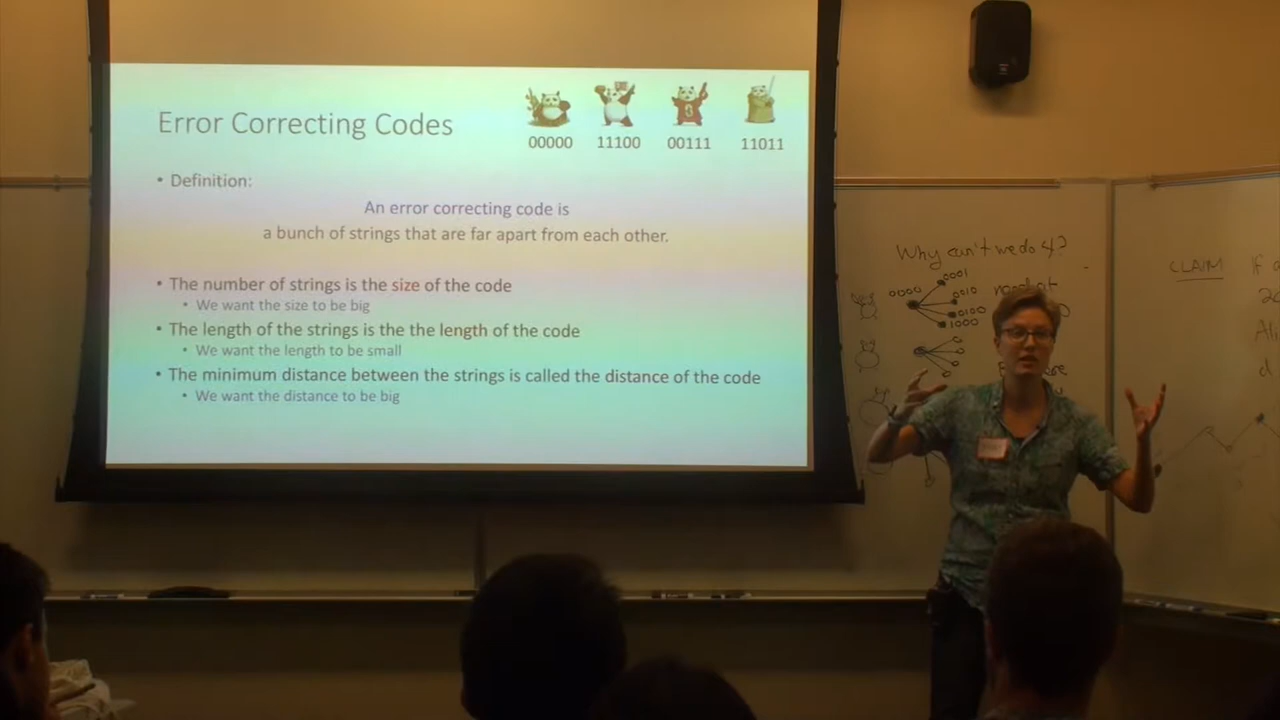 Error Correcting Codes
00000 11100 00111 11011
• Definition:
An error correcting code is
a bunch of strings that are far apart from each other.
• The number of strings is the size of the code
• We want the size to be big
• The length of the strings is the the length of the code
• We want the length to be small
• The minimum distance between the strings is called the distance of the code
• We want the distance to be big
Why can't we do 4?
0000
0001
0010
0100
1000
CLAIM
If